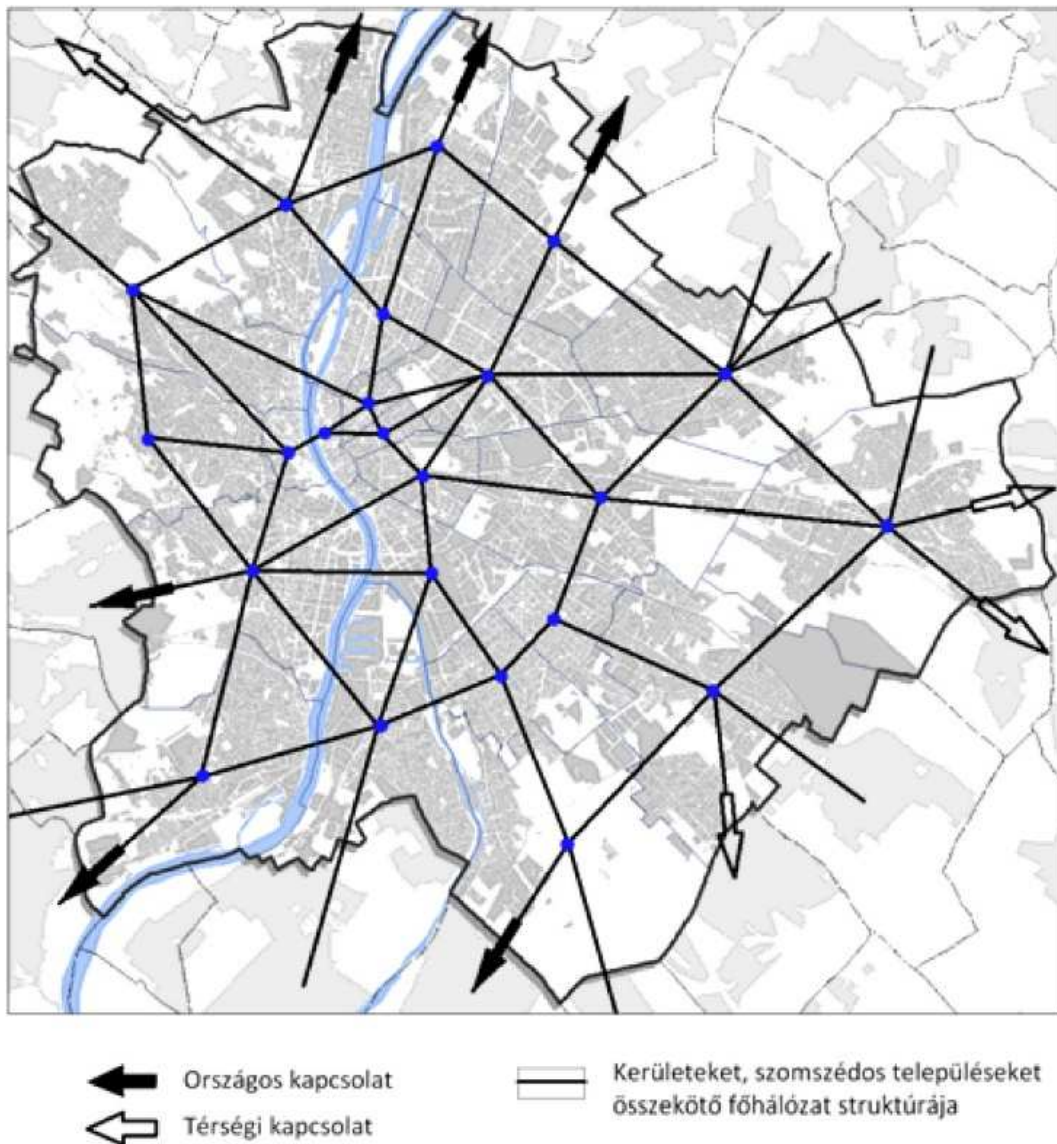 Országos kapcsolat
Térségi kapcsolat
Kerületeket, szomszédos településeket
összekötő főhálózat struktúrája